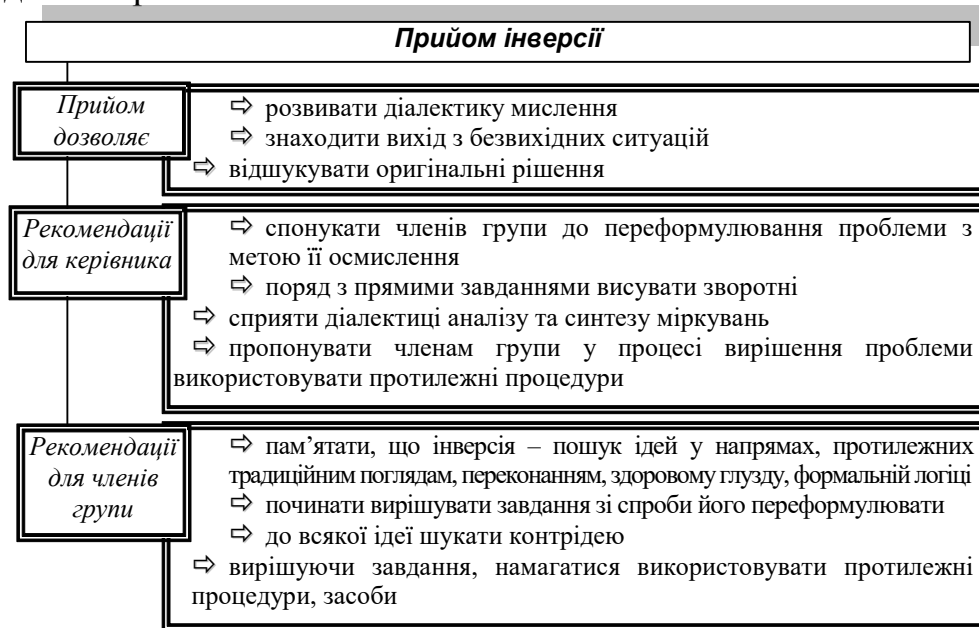 Прийом інверсії
Прийом
дозволяє
⇨ розвивати діалектику мислення
⇨ знаходити вихід з безвихідних ситуацій
⇨ відшукувати оригінальні рішення
Рекомендації
для керівника
⇨ спонукати членів групи до переформулювання проблеми з
метою її осмислення
⇨ поряд з прямими завданнями висувати зворотні
⇨ сприяти діалектиці аналізу та синтезу міркувань
⇨ пропонувати членам групи у процесі вирішення проблеми
використовувати протилежні процедури
Рекомендації
для членів
групи
⇨ пам’ятати, що інверсія – пошук ідей у напрямах, протилежних
традиційним поглядам, переконанням, здоровому глузду, формальній логіці
⇨ починати вирішувати завдання зі спроби його переформулювати
⇨ до всякої ідеї шукати контрідею
⇨ вирішуючи завдання, намагатися використовувати протилежні
процедури, засоби